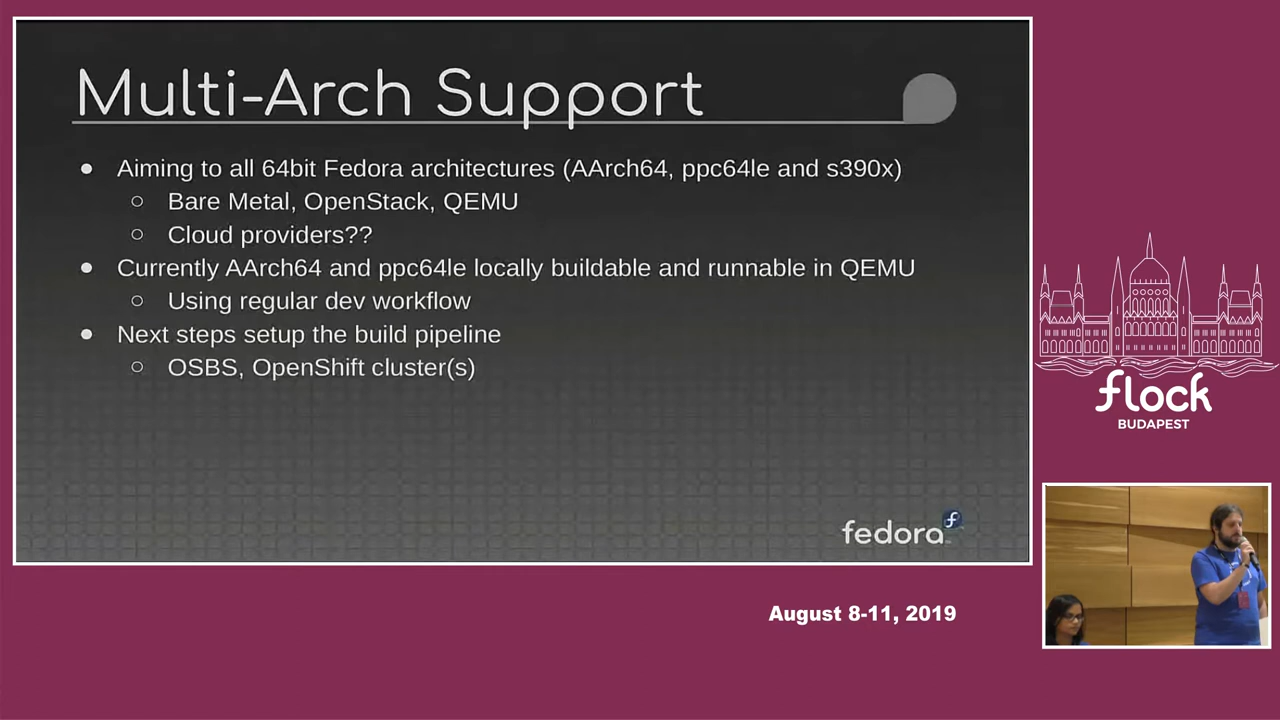 Multi-Arch Support
● Aiming to all 64bit Fedora architectures (AArch64, ppc64le and s390x)
○ Bare Metal, OpenStack, QEMU
○ Cloud providers??
● Currently AArch64 and ppc64le locally buildable and runnable in QEMU
○ Using regular dev workflow
● Next steps setup the build pipeline
○ OSBS, OpenShift cluster(s)
fedora
flock
BUDAPEST
August 8-11, 2019